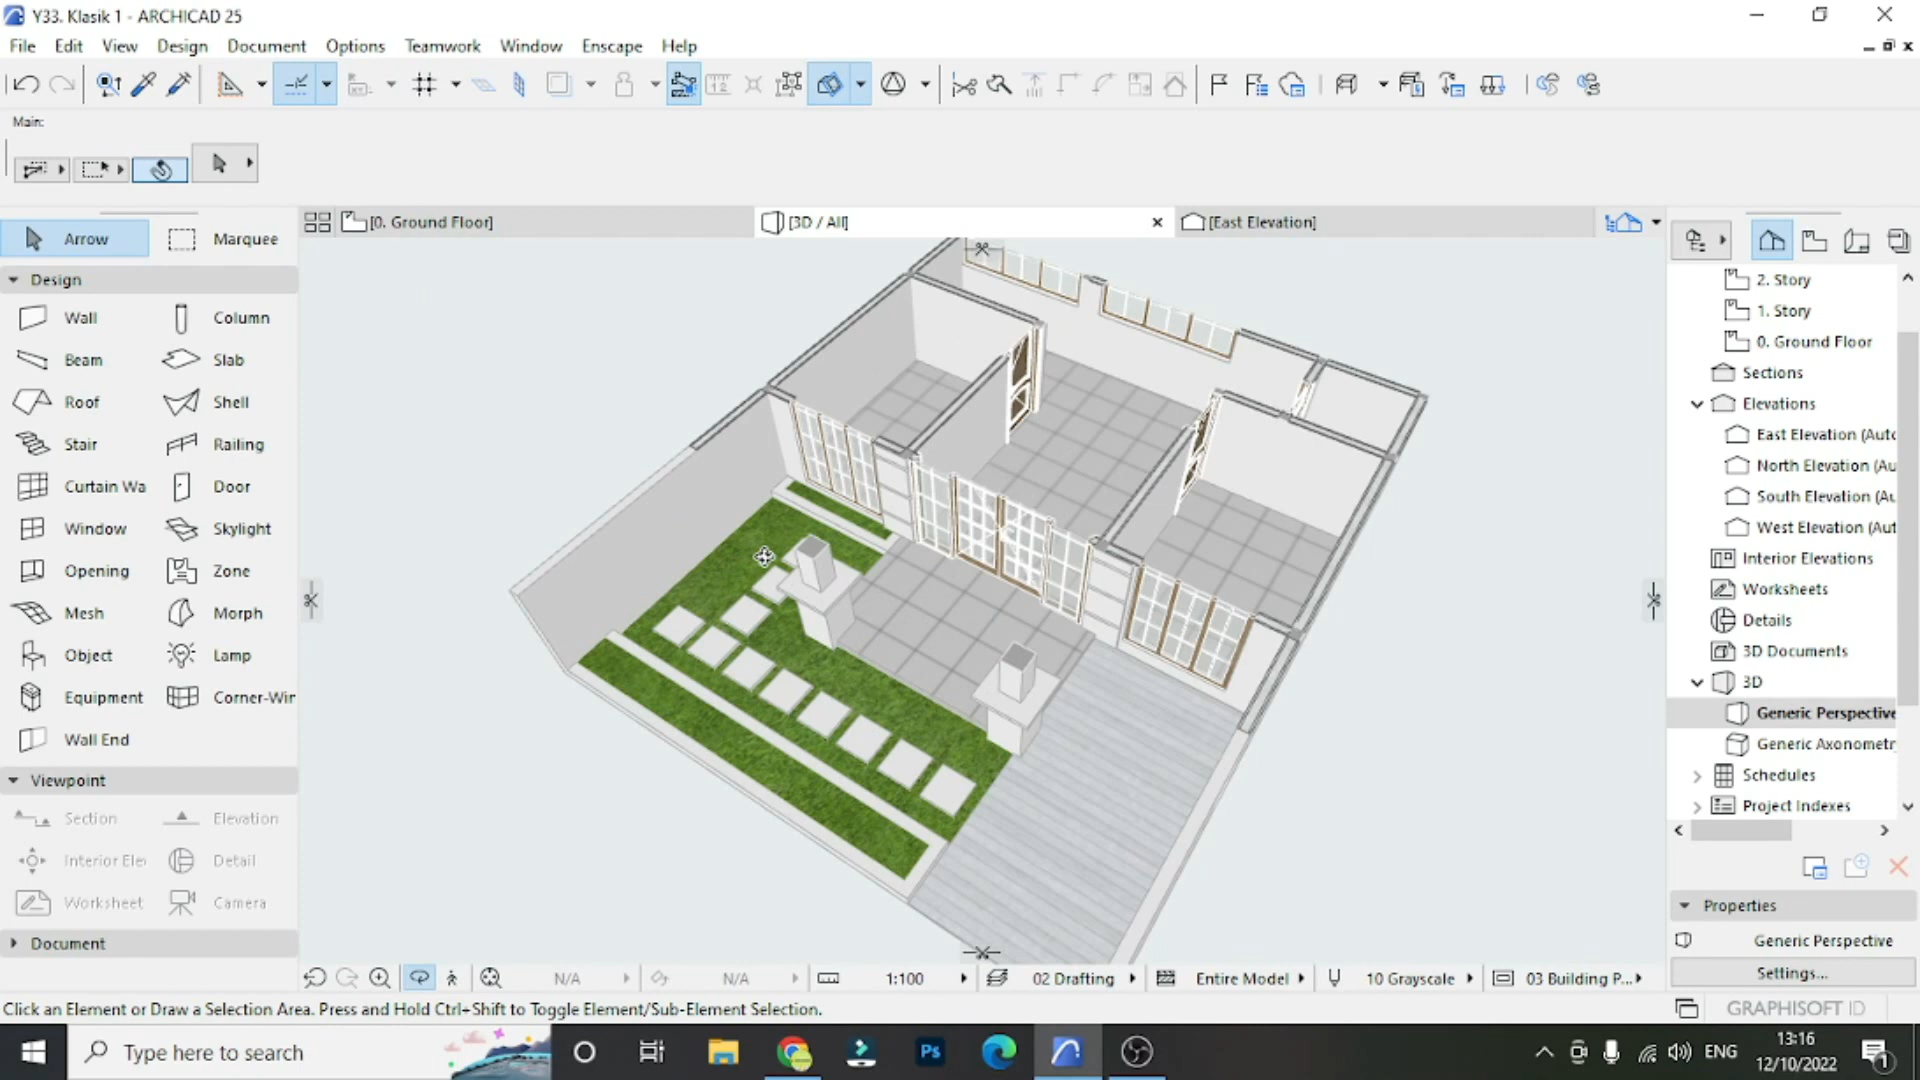 Y33. Klasik 1 - ARCHICAD 25
File Edit View Design Document Options Teamwork Window Enscape Help
Main:
Arrow Marquee
Design
Wall Column
Beam Slab
Roof Shell
Stair Railing
Curtain Wa Door
Window Skylight
Opening Zone
Mesh Morph
Object Lamp
Equipment Corner-Wir
Wall End
Viewpoint
Section Elevation
Interior Ele Detail
Worksheet Camera
Document
[0. Ground Floor] [3D / All] [East Elevation]
2. Story
1. Story
0. Ground Floor
Sections
Elevations
East Elevation (Auto
North Elevation (Au
South Elevation (Au
West Elevation (Aut
Interior Elevations
Worksheets
Details
3D Documents
3D
Generic Perspective
Generic Axonometr
Schedules
Project Indexes
Properties
Generic Perspective
Settings...
N/A N/A 1:100 02 Drafting Entire Model 10 Grayscale 03 Building P...
Click an Element or Draw a Selection Area. Press and Hold Ctrl+Shift to Toggle Element/Sub-Element Selection.
GRAPHISOFT ID
Type here to search
Ps
ENG
13:16
12/10/2022
1